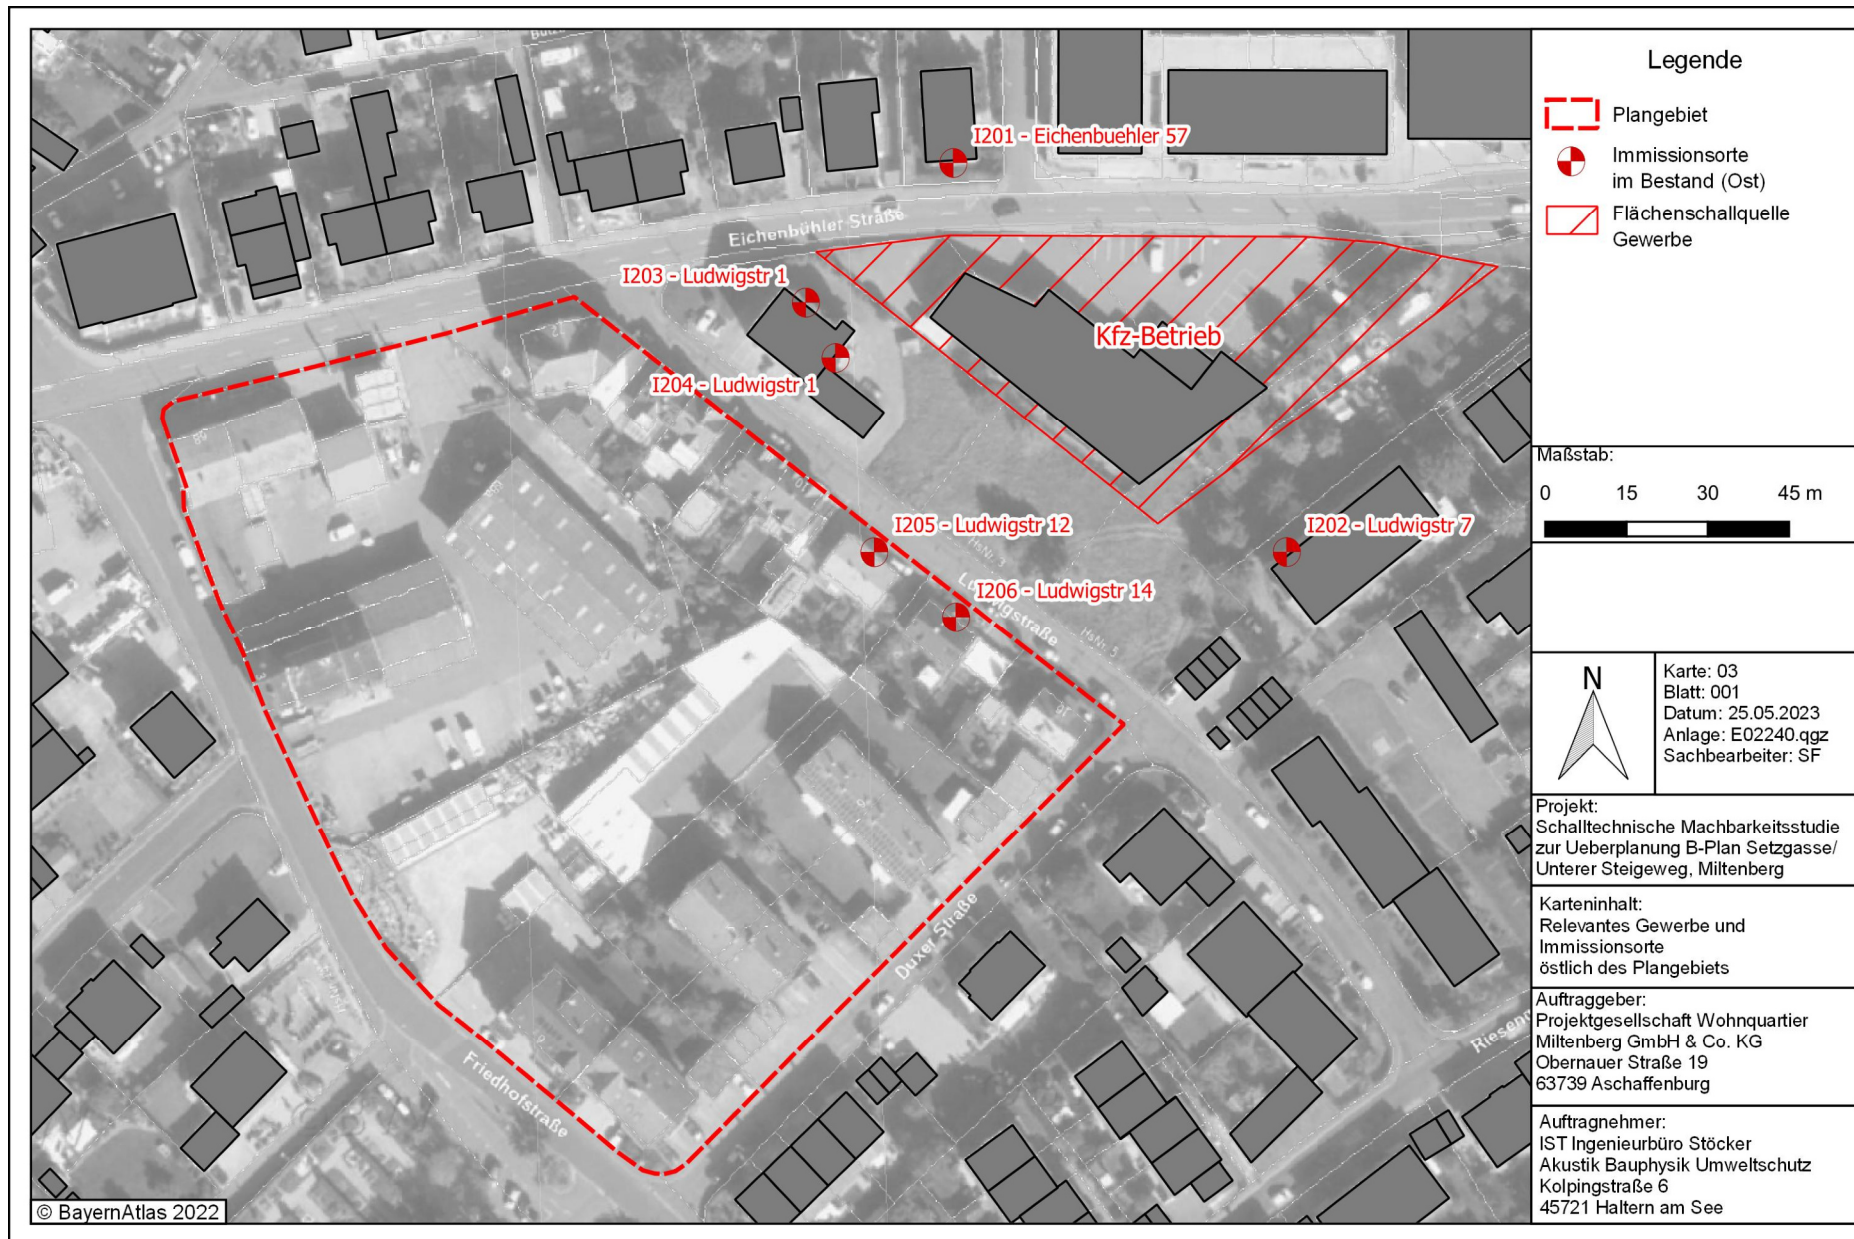 Eichenbühler Straße
I201 - Eichenbuehler 57
I203 - Ludwigstr 1
I204 - Ludwigstr 1
Kfz-Betrieb
I205 - Ludwigstr 12
I202 - Ludwigstr 7
I206 - Ludwigstr 14
HsNr. 3
Ludwigstraße
HsNr. 5
Duxer Straße
Friedhofstraße
© BayernAtlas 2022
Legende
Plangebiet
Immissionsorte
im Bestand (Ost)
Flächenschallquelle
Gewerbe
Maßstab:
0 15 30 45 m
N
Karte: 03
Blatt: 001
Datum: 25.05.2023
Anlage: E02240.qgz
Sachbearbeiter: SF
Projekt:
Schalltechnische Machbarkeitsstudie
zur Ueberplanung B-Plan Setzgasse/
Unterer Steigeweg, Miltenberg
Karteninhalt:
Relevantes Gewerbe und
Immissionsorte
östlich des Plangebiets
Auftraggeber:
Projektgesellschaft Wohnquartier
Miltenberg GmbH & Co. KG
Obernauer Straße 19
63739 Aschaffenburg
Auftragnehmer:
IST Ingenieurbüro Stöcker
Akustik Bauphysik Umweltschutz
Kolpingstraße 6
45721 Haltern am See